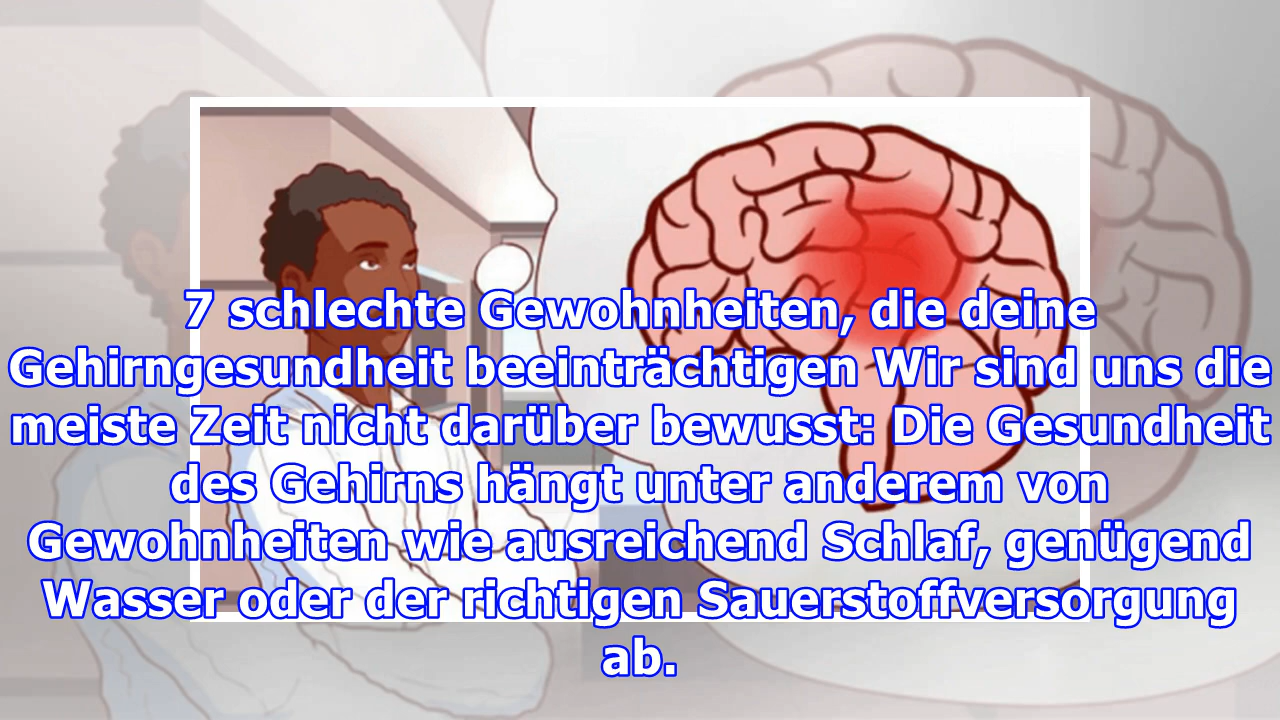 7 schlechte Gewohnheiten, die deine
Gehirngesundheit beeinträchtigen Wir sind uns die
meiste Zeit nicht darüber bewusst: Die Gesundheit
des Gehirns hängt unter anderem von
Gewohnheiten wie ausreichend Schlaf, genügend
Wasser oder der richtigen Sauerstoffversorgung
ab.